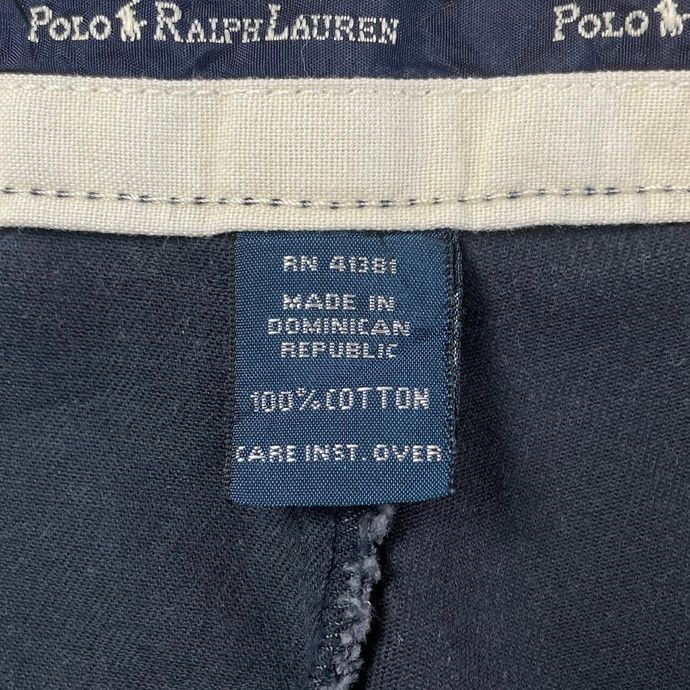 POLO RALPH LAUREN POLO
RN 41381
MADE IN
DOMINICAN
REPUBLIC
100% COTTON
CARE INST. OVER